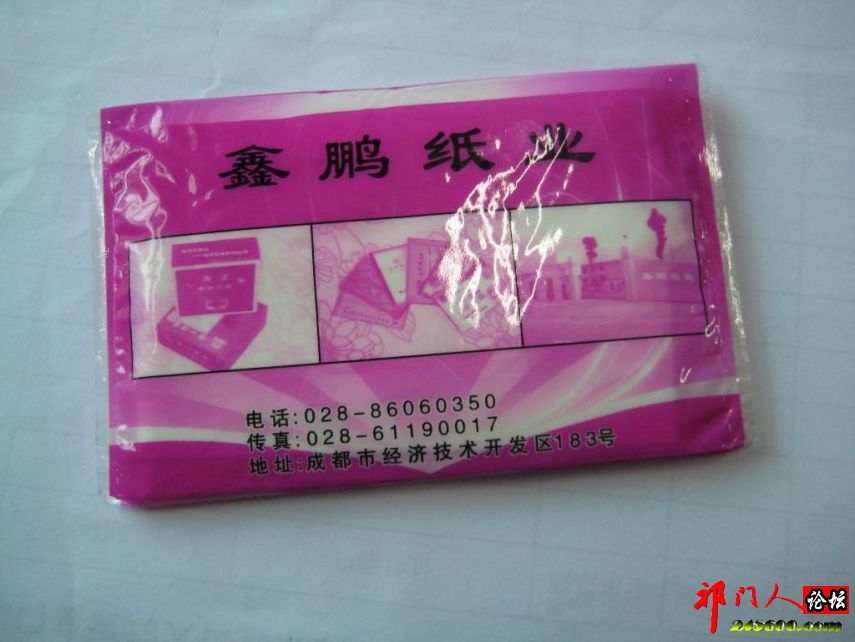 鑫鹏纸业
电话:028-86060350
传真:028-61190017
地址:成都市经济技术开发区183号
祁门人论坛
245600.com